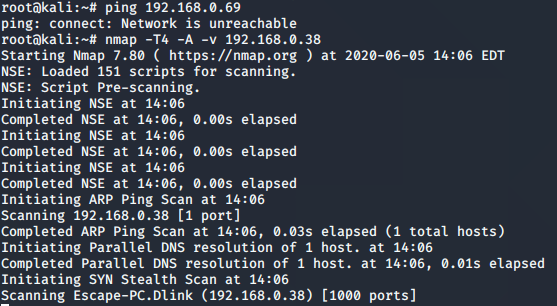 root@kali:~# ping 192.168.0.69
ping: connect: Network is unreachable
root@kali:~# nmap -T4 -A -v 192.168.0.38
Starting Nmap 7.80 ( https://nmap.org ) at 2020-06-05 14:06 EDT
NSE: Loaded 151 scripts for scanning.
NSE: Script Pre-scanning.
Initiating NSE at 14:06
Completed NSE at 14:06, 0.00s elapsed
Initiating NSE at 14:06
Completed NSE at 14:06, 0.00s elapsed
Initiating NSE at 14:06
Completed NSE at 14:06, 0.00s elapsed
Initiating ARP Ping Scan at 14:06
Scanning 192.168.0.38 [1 port]
Completed ARP Ping Scan at 14:06, 0.03s elapsed (1 total hosts)
Initiating Parallel DNS resolution of 1 host. at 14:06
Completed Parallel DNS resolution of 1 host. at 14:06, 0.01s elapsed
Initiating SYN Stealth Scan at 14:06
Scanning Escape-PC.Dlink (192.168.0.38) [1000 ports]